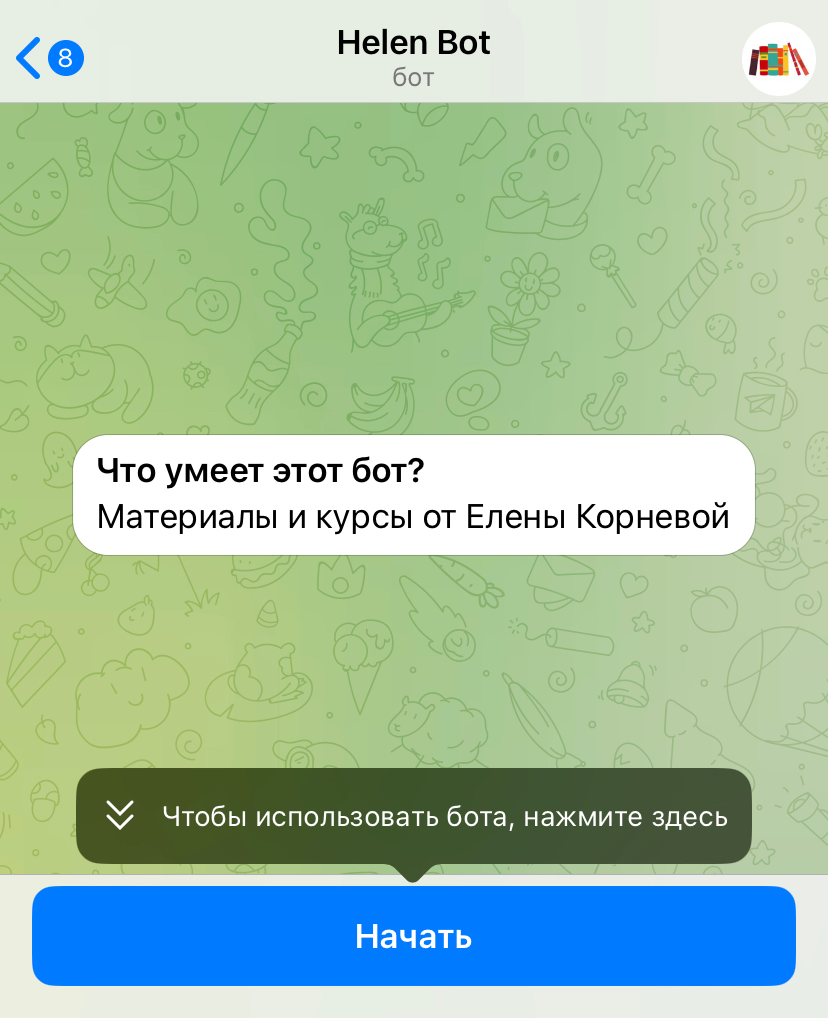 8
Helen Bot
бот
Что умеет этот бот?
Материалы и курсы от Елены Корневой
Чтобы использовать бота, нажмите здесь
Начать